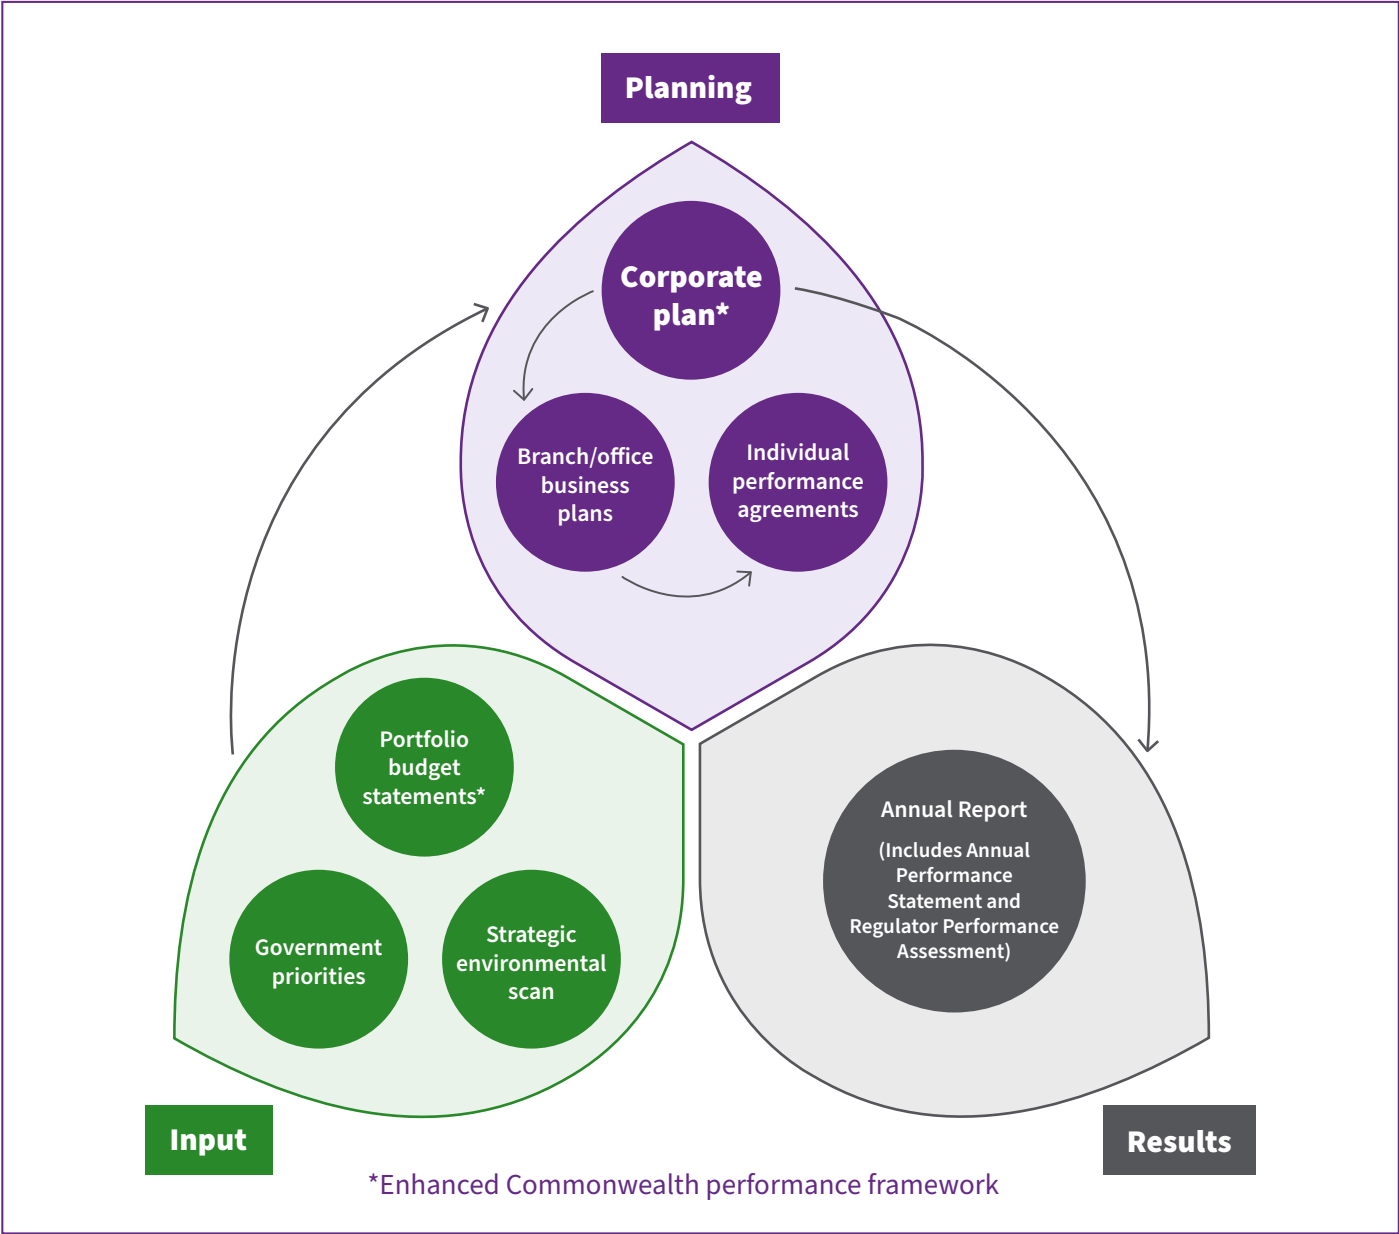 Planning
Corporate
plan*
Branch/office
business
plans
Individual
performance
agreements
Portfolio
budget
statements*
Government
priorities
Strategic
environmental
scan
Annual Report
(Includes Annual
Performance
Statement and
Regulator Performance
Assessment)
Input
Results
*Enhanced Commonwealth performance framework